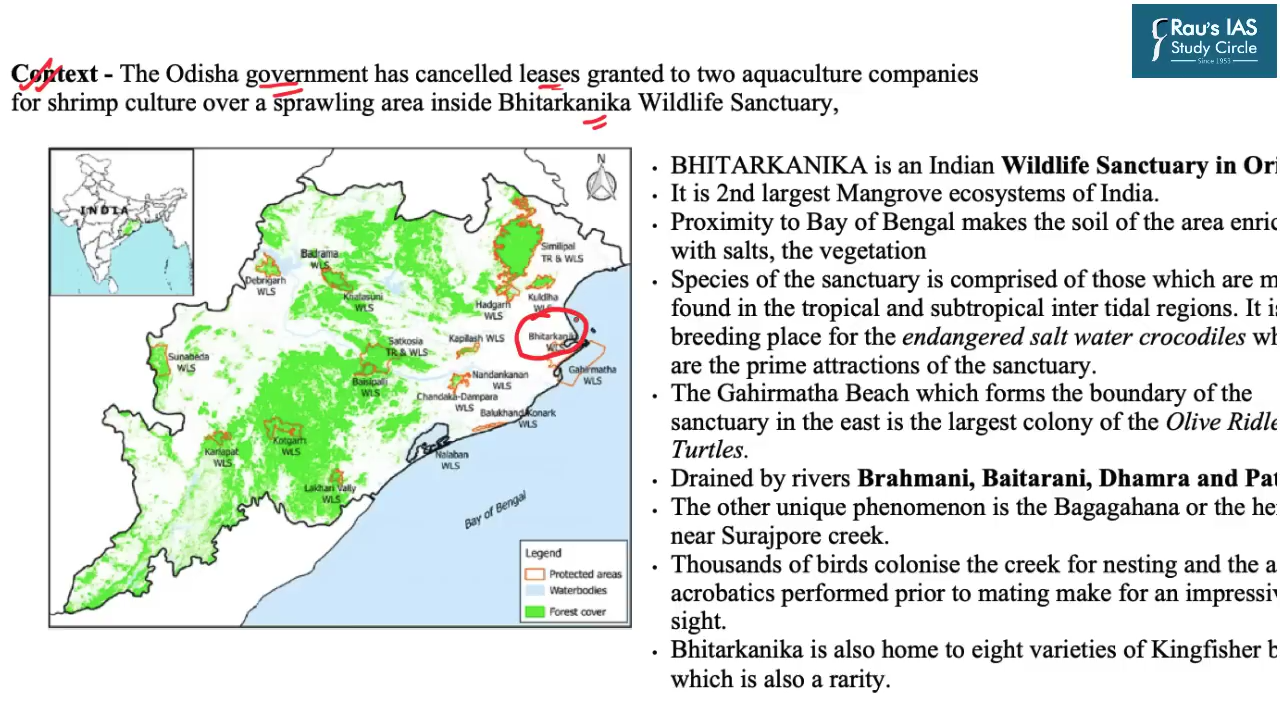 Rau's IAS
Study Circle
Since 1953
Context - The Odisha government has cancelled leases granted to two aquaculture companies
for shrimp culture over a sprawling area inside Bhitarkanika Wildlife Sanctuary,
INDIA
N
Similipal
TR & WLS
Badrama
WLS
Debrigarh
WLS
Khalasuni
WLS
Hadgarh
WLS
Kuldiha
WLS
Bhitarkanika
WLS
Kapilash WLS
Satkosia
TR & WLS
Sunabeda
WLS
Gahirmatha
WLS
Nandankanan
WLS
Baisipalli
WLS
Chandaka-Dampara
WLS
Balukhand Konark
WLS
Kotgarh
WLS
Karlapat
WLS
Nalaban
WLS
Lakhari Vally
WLS
Bay of Bengal
Legend
Protected areas
Waterbodies
Forest cover
• BHITARKANIKA is an Indian Wildlife Sanctuary in Ori
• It is 2nd largest Mangrove ecosystems of India.
• Proximity to Bay of Bengal makes the soil of the area enric
with salts, the vegetation
• Species of the sanctuary is comprised of those which are m
found in the tropical and subtropical inter tidal regions. It is
breeding place for the endangered salt water crocodiles wh
are the prime attractions of the sanctuary.
• The Gahirmatha Beach which forms the boundary of the
sanctuary in the east is the largest colony of the Olive Ridle
Turtles.
• Drained by rivers Brahmani, Baitarani, Dhamra and Pat
• The other unique phenomenon is the Bagagahana or the he
near Surajpore creek.
• Thousands of birds colonise the creek for nesting and the a
acrobatics performed prior to mating make for an impressiv
sight.
• Bhitarkanika is also home to eight varieties of Kingfisher b
which is also a rarity.